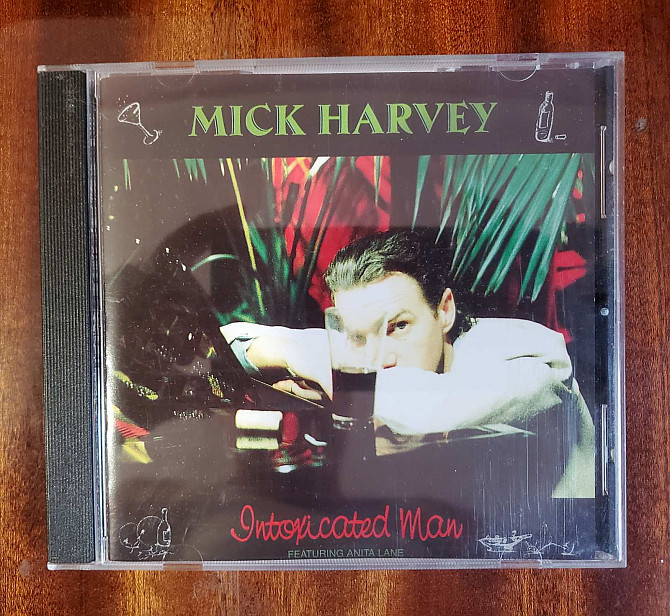 MICK HARVEY
Intoxicated Man
FEATURING ANITA LANE